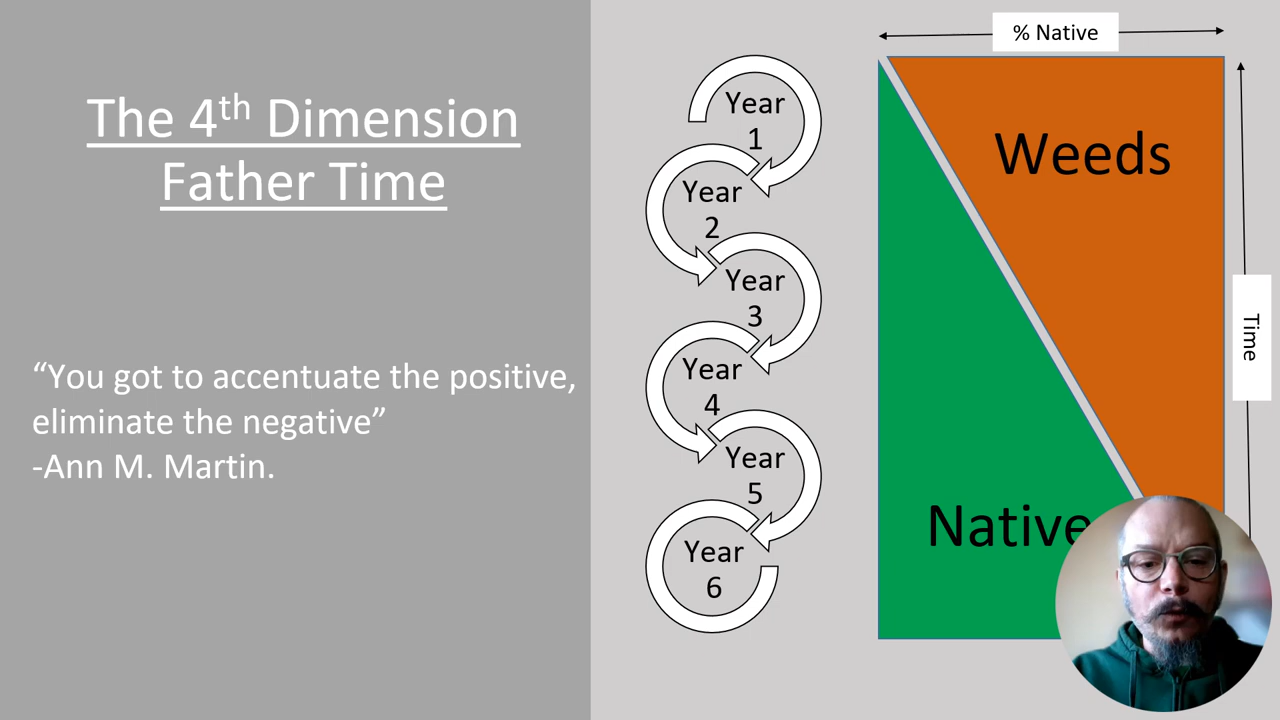 The 4th Dimension
Father Time
“You got to accentuate the positive,
eliminate the negative”
-Ann M. Martin.
Year
1
Year
2
Year
3
Year
4
Year
5
Year
6
% Native
Weeds
Native
Time